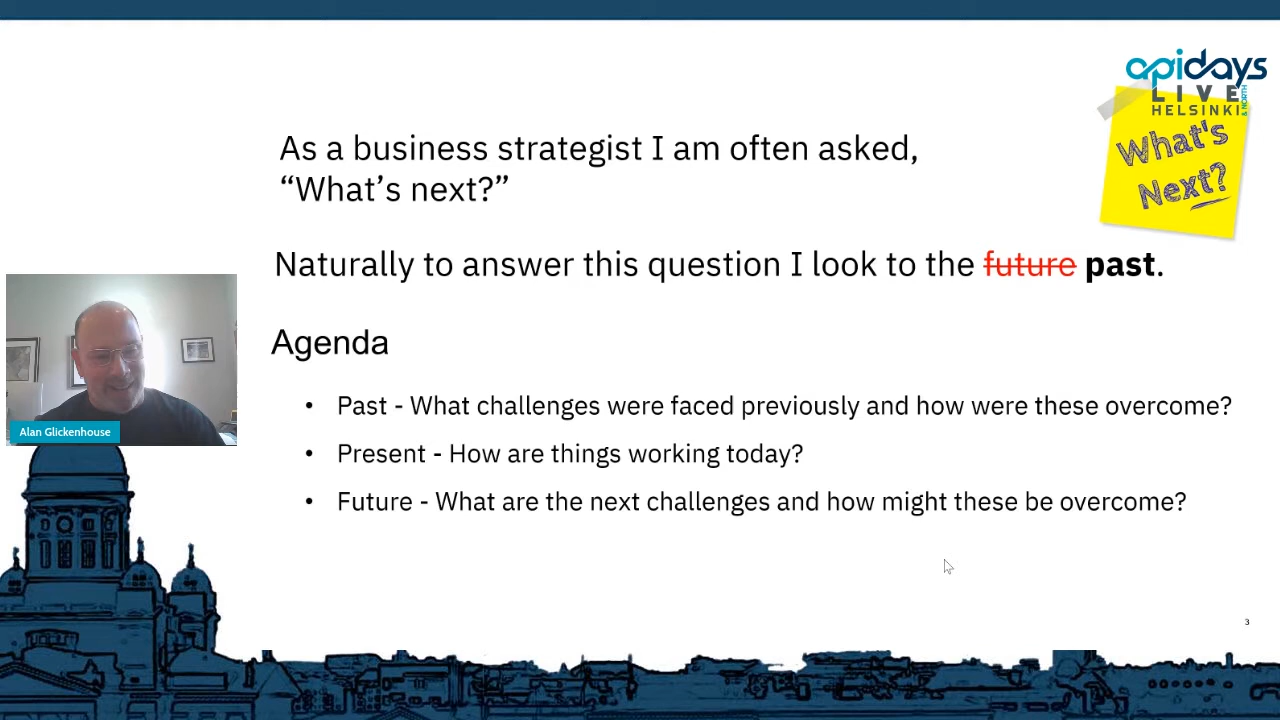 apidays
LIVE
HELSINKI
& NORTH
What's
Next?
As a business strategist I am often asked,
“What’s next?”
Naturally to answer this question I look to the future past.
Agenda
• Past - What challenges were faced previously and how were these overcome?
• Present - How are things working today?
• Future - What are the next challenges and how might these be overcome?
Alan Glickenhouse
3